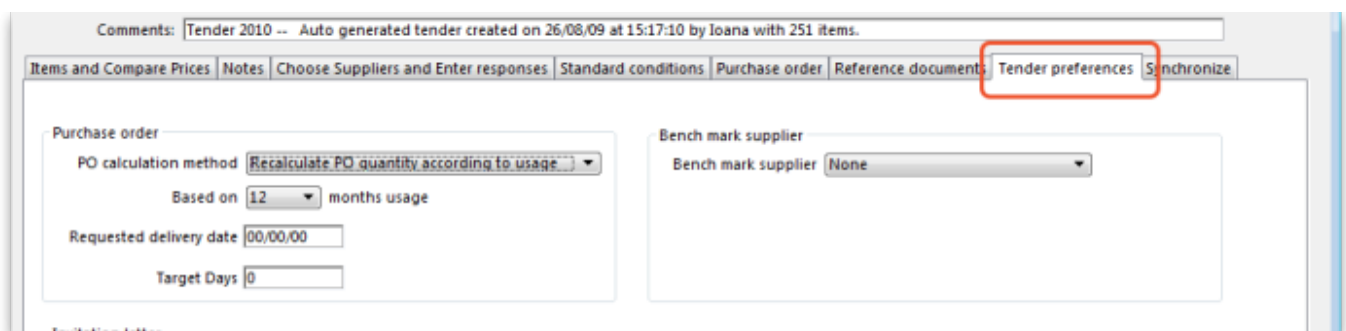 Comments: Tender 2010 -- Auto generated tender created on 26/08/09 at 15:17:10 by Ioana with 251 items.
Items and Compare Prices Notes Choose Suppliers and Enter responses Standard conditions Purchase order Reference documents Tender preferences Synchronize
Purchase order
PO calculation method Recalculate PO quantity according to usage
Based on 12 months usage
Requested delivery date 00/00/00
Target Days 0
Bench mark supplier
Bench mark supplier None